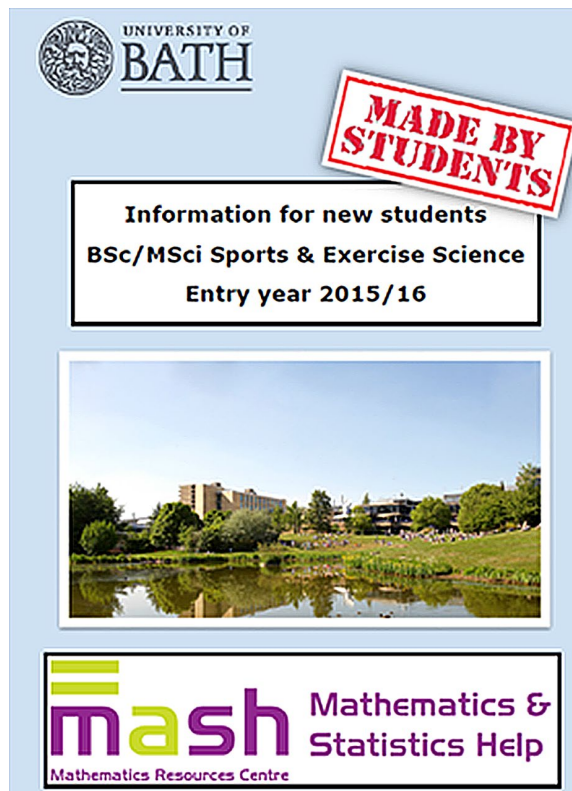 UNIVERSITY OF
BATH
MADE BY
STUDENTS
Information for new students
BSc/MSci Sports & Exercise Science
Entry year 2015/16
mash
Mathematics Resources Centre
Mathematics &
Statistics Help